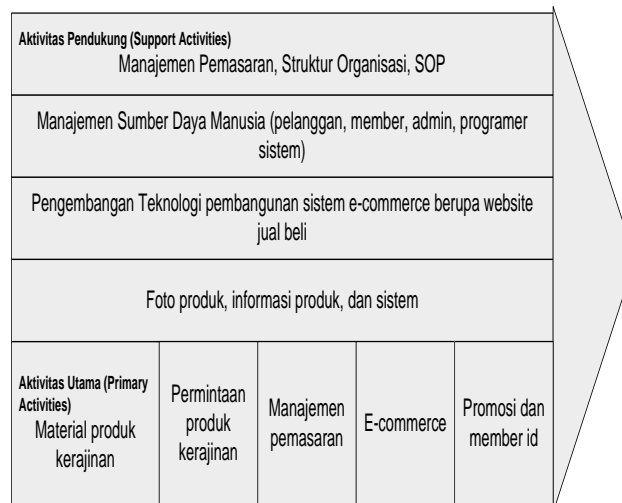 Aktivitas Pendukung (Support Activities)
Manajemen Pemasaran, Struktur Organisasi, SOP
Manajemen Sumber Daya Manusia (pelanggan, member, admin, programer
sistem)
Pengembangan Teknologi pembangunan sistem e-commerce berupa website
jual beli
Foto produk, informasi produk, dan sistem
Aktivitas Utama (Primary
Activities)
Material produk
kerajinan
Permintaan
produk
kerajinan
Manajemen
pemasaran
E-commerce
Promosi dan
member id